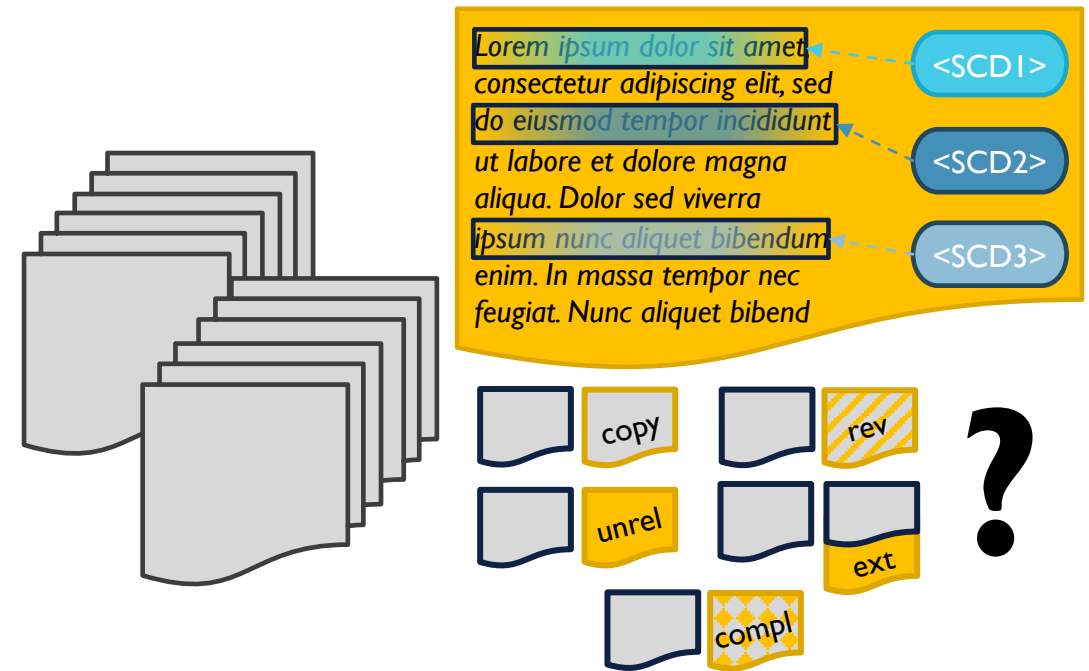 Lorem ipsum dolor sit amet,
<SCD1>
consectetur adipiscing elit, sed
do eiusmod tempor incididunt
<SCD2>
ut labore et dolore magna
aliqua. Dolor sed viverra
ipsum nunc aliquet bibendum
<SCD3>
enim. In massa tempor nec
feugiat. Nunc aliquet bibend
copy
rev
unrel
ext
compl
?